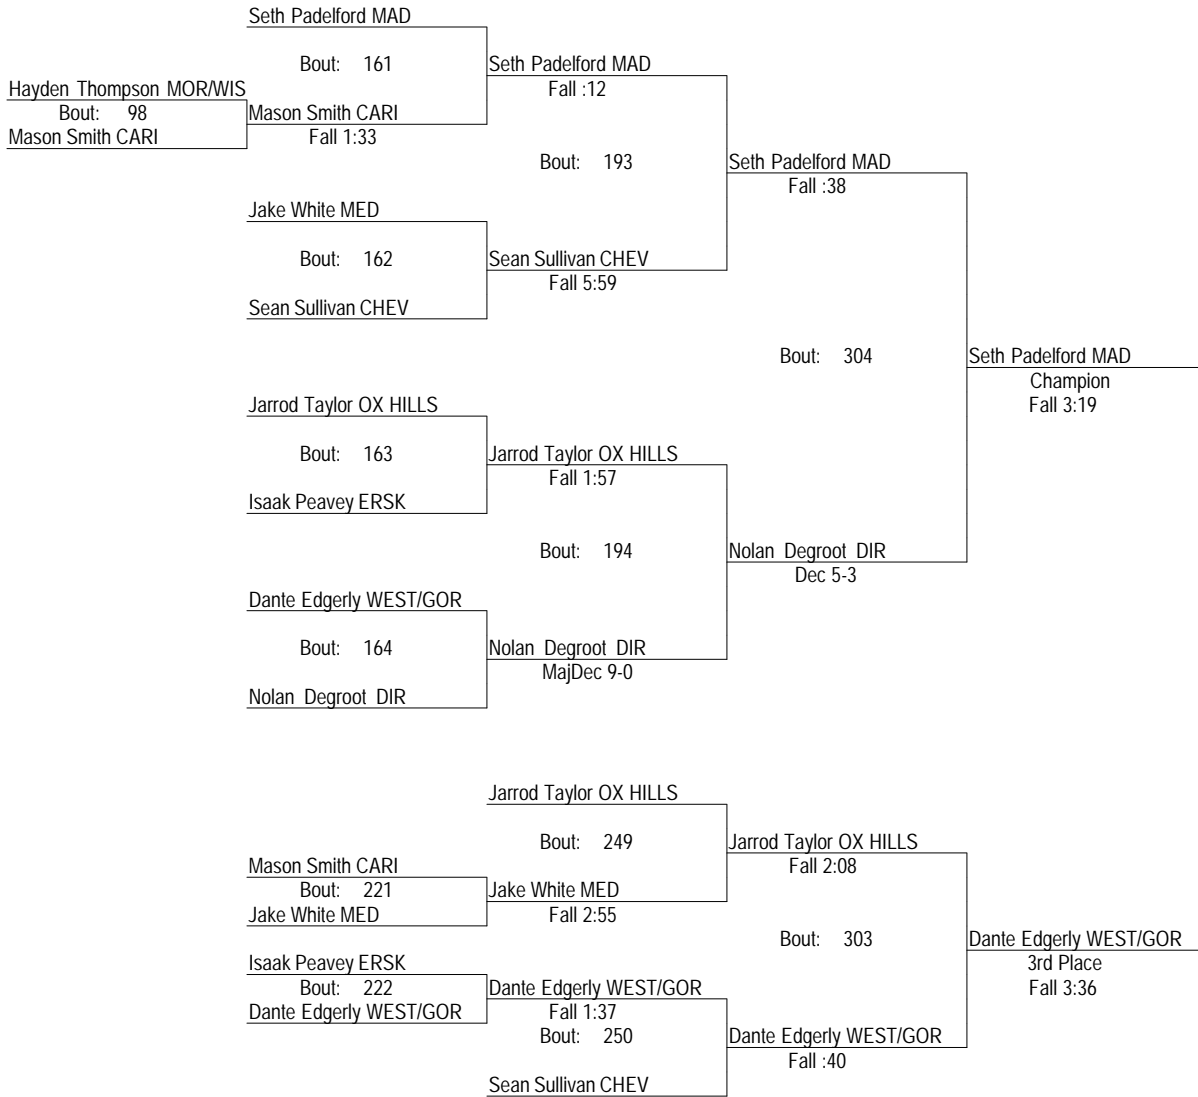 Seth Padelford MAD
Bout: 161
Seth Padelford MAD
Fall :12
Hayden Thompson MOR/WIS
Bout: 98
Mason Smith CARI
Mason Smith CARI
Fall 1:33
Bout: 193
Seth Padelford MAD
Fall :38
Jake White MED
Bout: 162
Sean Sullivan CHEV
Fall 5:59
Sean Sullivan CHEV
Bout: 304
Seth Padelford MAD
Champion
Fall 3:19
Jarrod Taylor OX HILLS
Bout: 163
Jarrod Taylor OX HILLS
Fall 1:57
Isaak Peavey ERSK
Bout: 194
Nolan Degroot DIR
Dec 5-3
Dante Edgerly WEST/GOR
Bout: 164
Nolan Degroot DIR
MajDec 9-0
Nolan Degroot DIR
Jarrod Taylor OX HILLS
Bout: 249
Jarrod Taylor OX HILLS
Fall 2:08
Mason Smith CARI
Bout: 221
Jake White MED
Jake White MED
Fall 2:55
Bout: 303
Dante Edgerly WEST/GOR
3rd Place
Fall 3:36
Isaak Peavey ERSK
Bout: 222
Dante Edgerly WEST/GOR
Dante Edgerly WEST/GOR
Fall 1:37
Bout: 250
Dante Edgerly WEST/GOR
Fall :40
Sean Sullivan CHEV